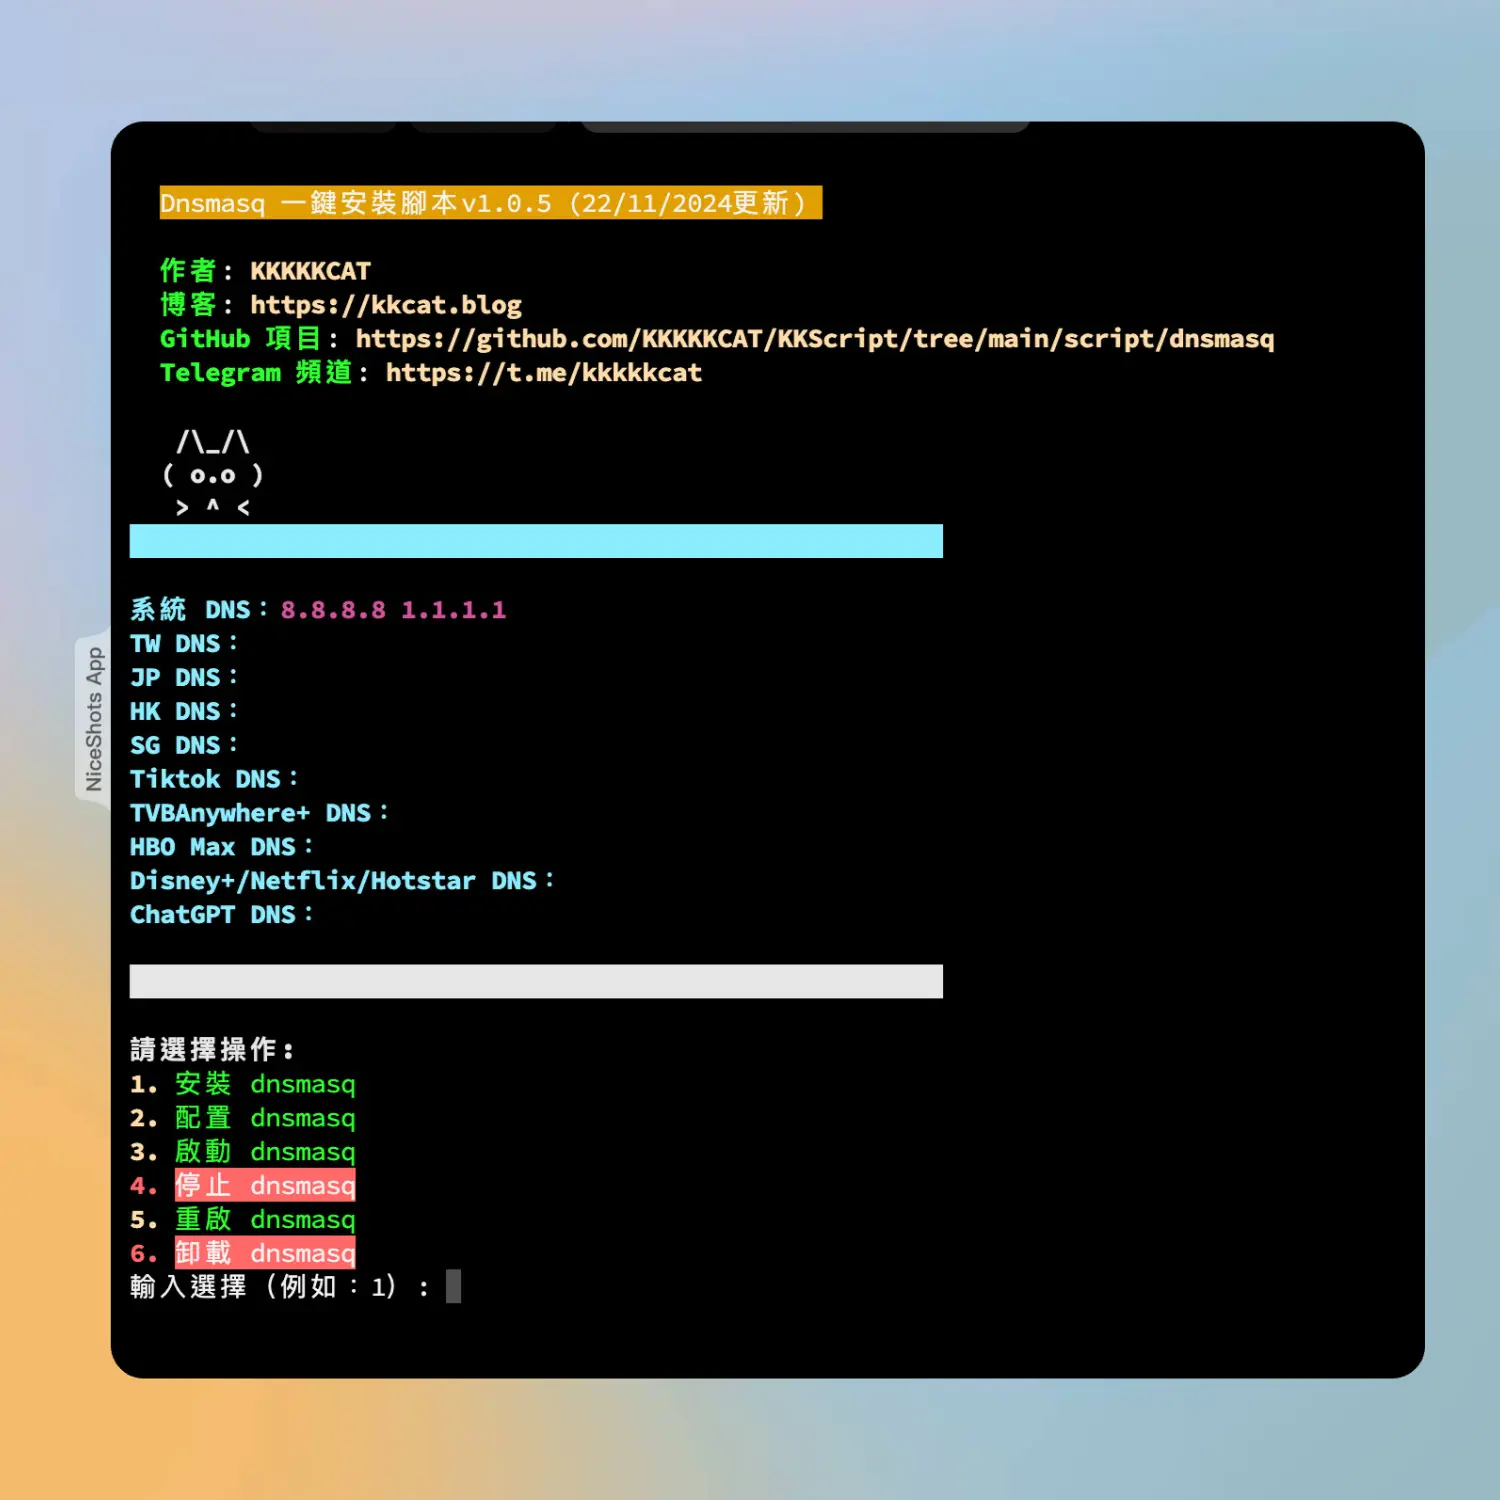 Dnsmasq 一鍵安裝腳本v1.0.5 (22/11/2024更新)
作者: KKKKKCAT
博客: https://kkcat.blog
GitHub 項目: https://github.com/KKKKKCAT/KKScript/tree/main/script/dnsmasq
Telegram 頻道: https://t.me/kkkkkcat
/\_/\
( o.o )
> ^ <
系統 DNS：8.8.8.8 1.1.1.1
TW DNS：
JP DNS：
HK DNS：
SG DNS：
Tiktok DNS：
TVBAnywhere+ DNS：
HBO Max DNS：
Disney+/Netflix/Hotstar DNS：
ChatGPT DNS：
請選擇操作:
1. 安裝 dnsmasq
2. 配置 dnsmasq
3. 啟動 dnsmasq
4. 停止 dnsmasq
5. 重啟 dnsmasq
6. 卸載 dnsmasq
輸入選擇（例如：1）:
NiceShots App